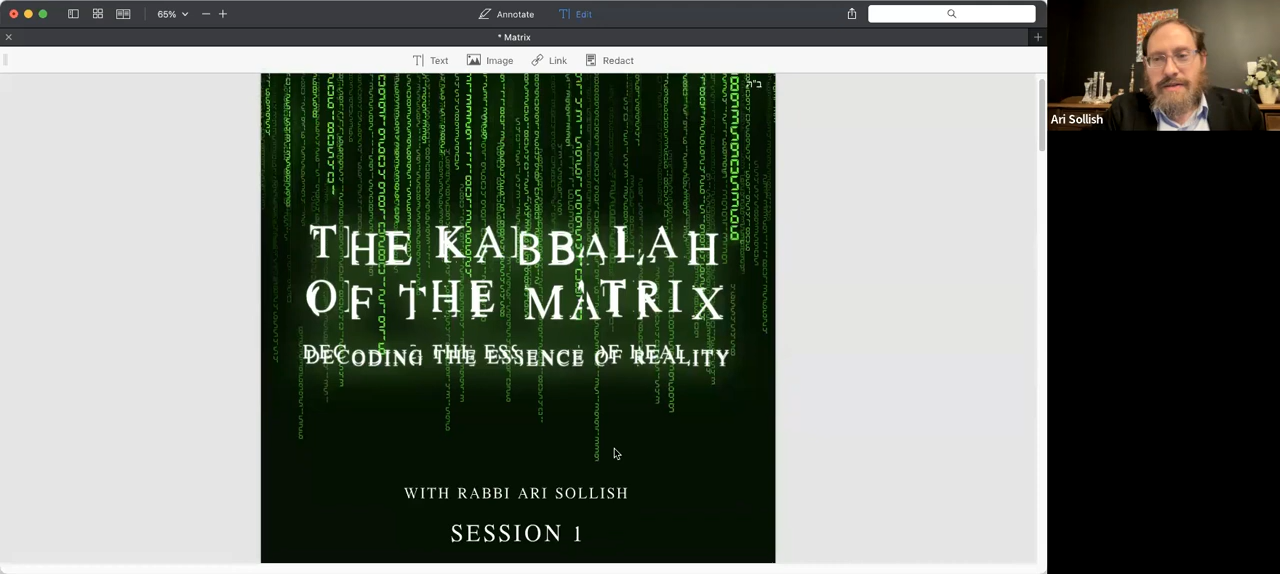 65%
Annotate
Edit
* Matrix
Text
Image
Link
Redact
ב"ה
THE KABBALAH
OF THE MATRIX
DECODING THE ESSENCE OF REALITY
WITH RABBI ARI SOLLISH
SESSION 1
Ari Sollish